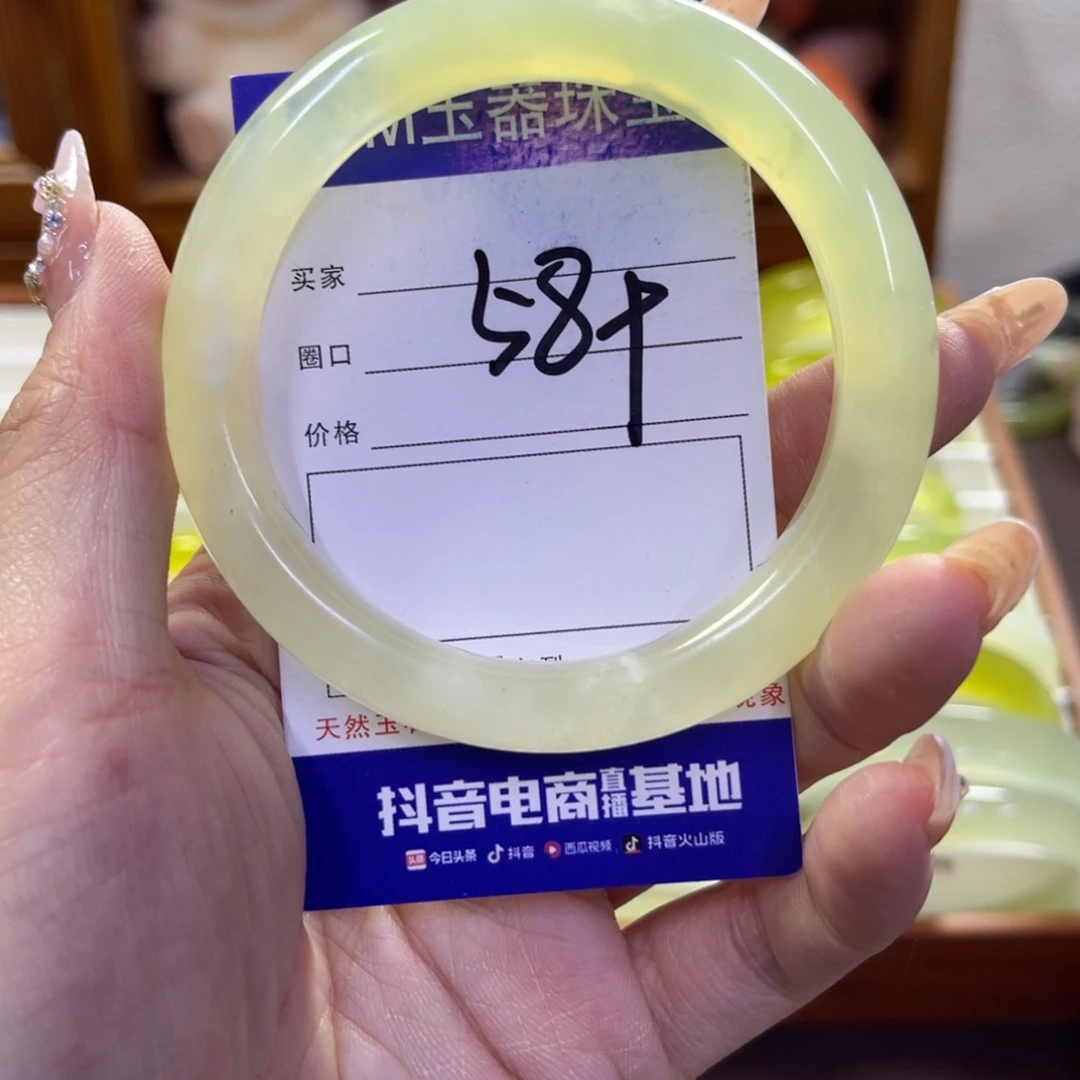 玉器珠宝
买家
58+
圈口
价格
天然玉
现象
抖音电商直播基地
头条 今日头条 抖音 西瓜视频 抖音火山版